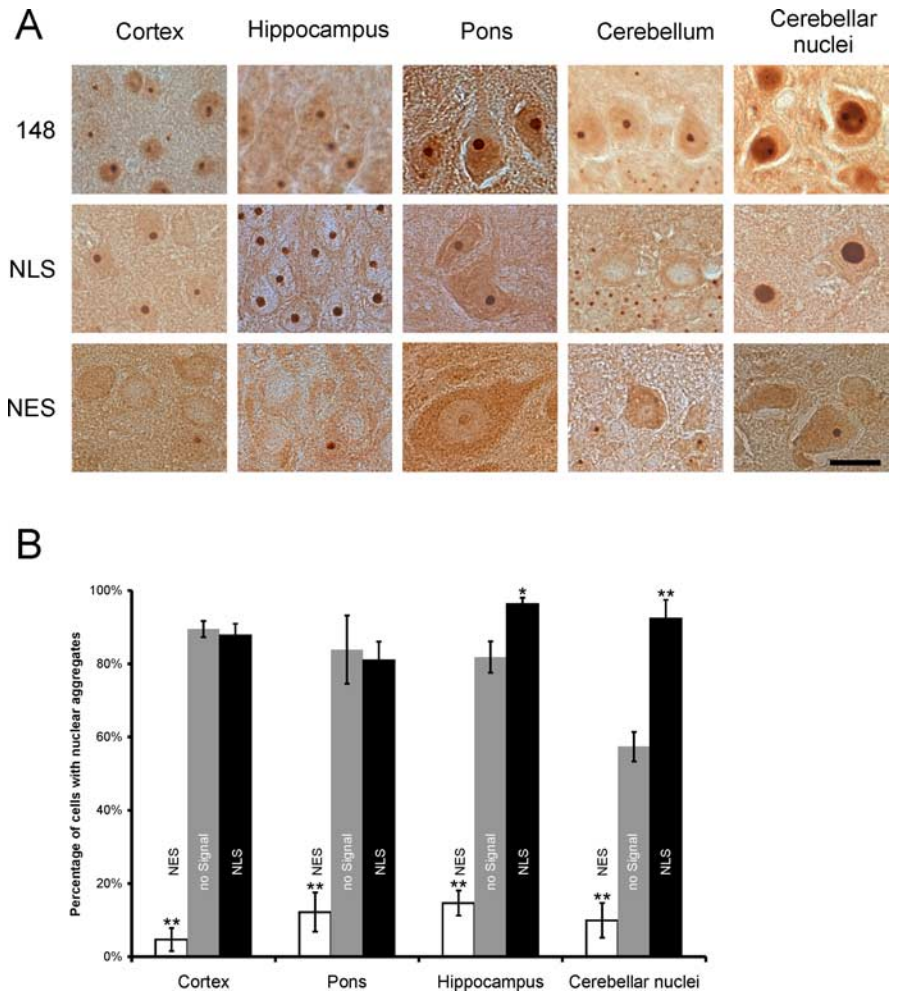 A
Cortex
Hippocampus
Pons
Cerebellum
Cerebellar
nuclei
148
NLS
NES
B
Percentage of cells with nuclear aggregates
100%
80%
60%
40%
20%
0%
**
NES
no Signal
NLS
**
NES
no Signal
NLS
**
NES
no Signal
*
NLS
**
NES
no Signal
**
NLS
Cortex
Pons
Hippocampus
Cerebellar nuclei